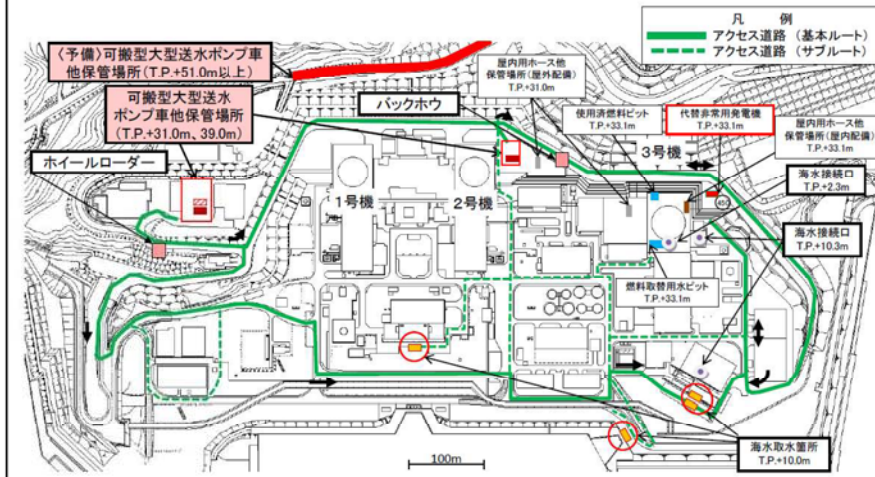 凡　例
アクセス道路（基本ルート）
アクセス道路（サブルート）
〈予備〉可搬型大型送水ポンプ車
他保管場所（T.P.+51.0m以上）
可搬型大型送水
ポンプ車他保管場所
（T.P.+31.0m、39.0m）
ホイールローダー
バックホウ
屋内用ホース他
保管場所（屋外配備）
T.P.+31.0m
使用済燃料ピット
T.P.+33.1m
代替非常用発電機
T.P.+33.1m
屋内用ホース他
保管場所（屋内配備）
T.P.+33.1m
海水接続口
T.P.+2.3m
海水接続口
T.P.+10.3m
1号機
2号機
3号機
燃料取替用水ピット
T.P.+33.1m
海水取水箇所
T.P.+10.0m
100m